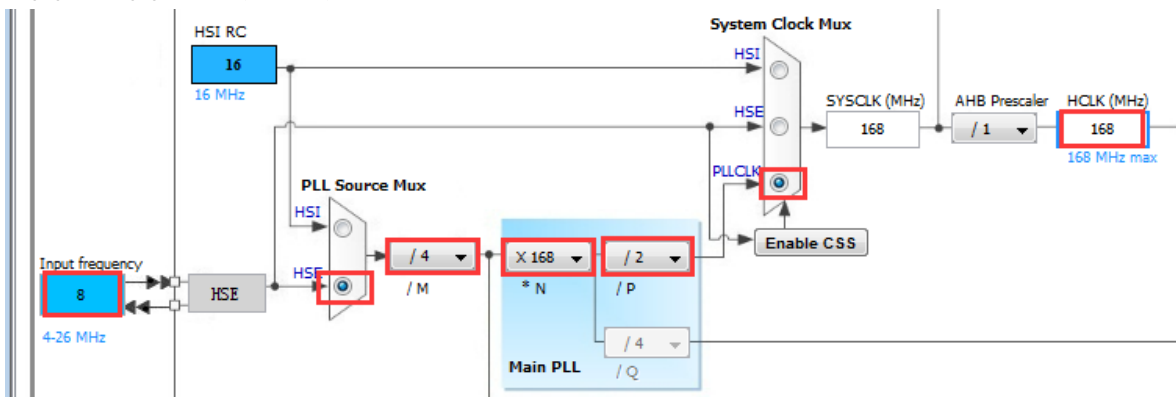 HSI RC
16
16 MHz
System Clock Mux
HSI
HSE
PLLCLK
SYSCLK (MHz)
168
AHB Prescaler
/ 1
HCLK (MHz)
168
168 MHz max
Enable CSS
PLL Source Mux
HSI
HSE
Input frequency
8
4-26 MHz
HSE
/ 4
/ M
X 168
* N
/ 2
/ P
/ 4
/ Q
Main PLL